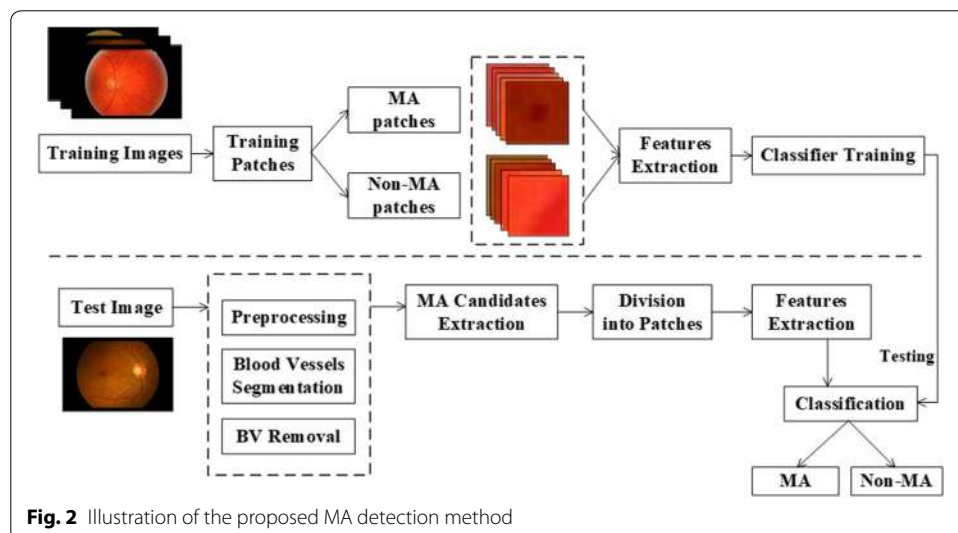 Training Images
Training
Patches
MA
patches
Non-MA
patches
Features
Extraction
Classifier Training
Test Image
Preprocessing
Blood Vessels
Segmentation
BV Removal
MA Candidates
Extraction
Division
into Patches
Features
Extraction
Testing
Classification
MA
Non-MA
Fig. 2 Illustration of the proposed MA detection method